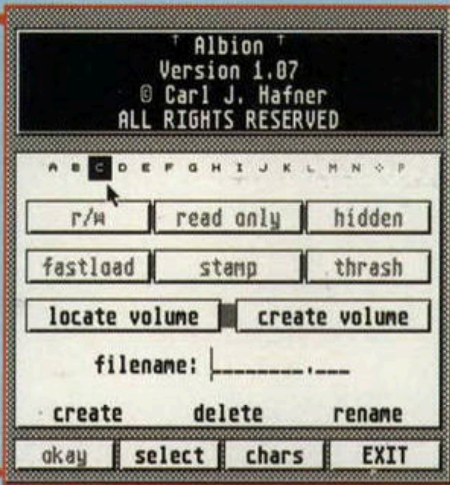 † Albion †
Version 1.07
© Carl J. Hafner
ALL RIGHTS RESERVED
A B C D E F G H I J K L M N ⁘ P
r/w read only hidden
fastload stamp thrash
locate volume create volume
filename: ________.___
create delete rename
okay select chars EXIT